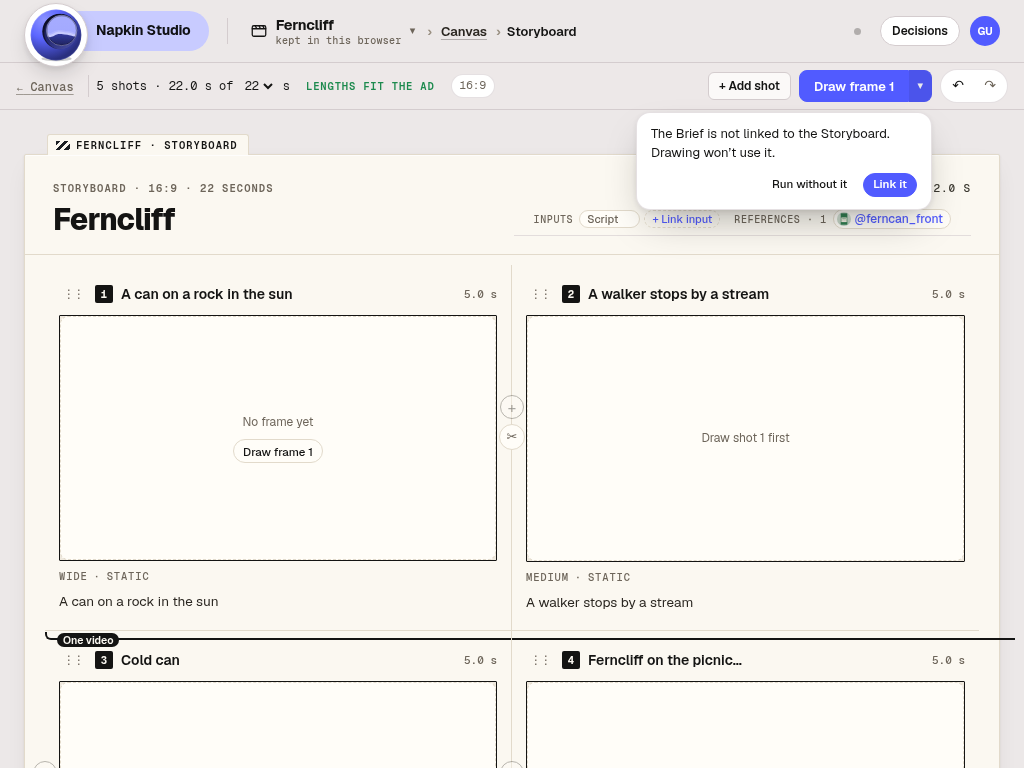 Napkin Studio
Ferncliff
kept in this browser
Canvas
Storyboard
Decisions
GU
← Canvas
5 shots · 22.0 s of 22 s
LENGTHS FIT THE AD
16:9
+ Add shot
Draw frame 1
FERNCLIFF · STORYBOARD
The Brief is not linked to the Storyboard.
Drawing won't use it.
Run without it
Link it
STORYBOARD · 16:9 · 22 SECONDS
2.0 S
Ferncliff
INPUTS Script + Link input REFERENCES · 1 @ferncan_front
1 A can on a rock in the sun 5.0 s
2 A walker stops by a stream 5.0 s
No frame yet
Draw frame 1
Draw shot 1 first
WIDE · STATIC
A can on a rock in the sun
MEDIUM · STATIC
A walker stops by a stream
One video
3 Cold can 5.0 s
4 Ferncliff on the picnic... 5.0 s